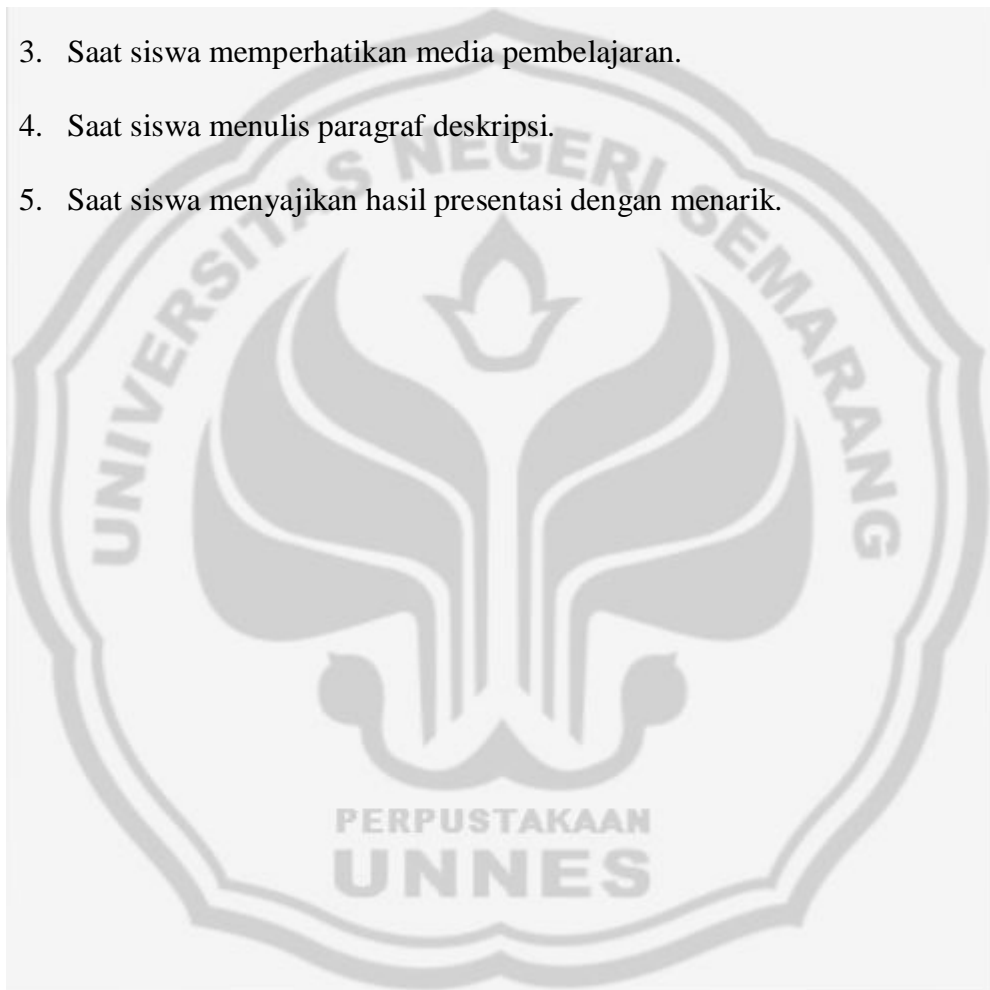 3. Saat siswa memperhatikan media pembelajaran.
4. Saat siswa menulis paragraf deskripsi.
5. Saat siswa menyajikan hasil presentasi dengan menarik.
UNIVERSITAS NEGERI SEMARANG
PERPUSTAKAAN
UNNES